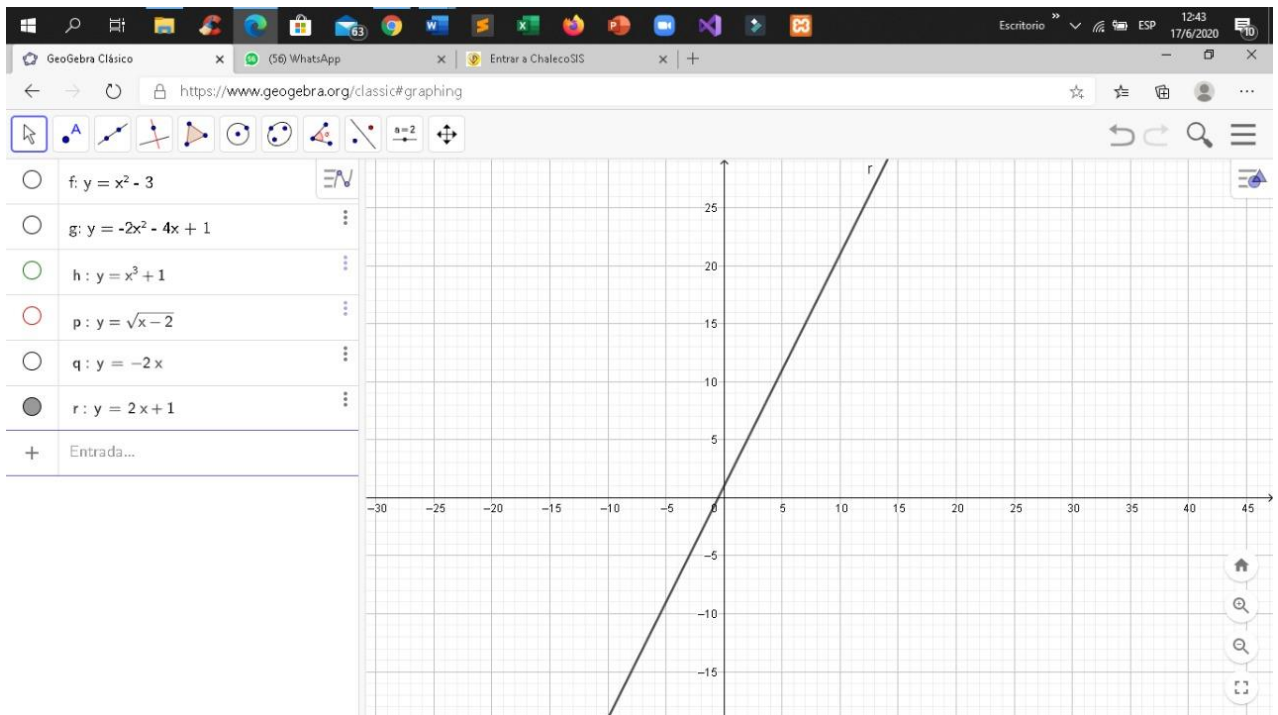 63
Escritorio
ESP
12:43
17/6/2020
10
GeoGebra Clásico
(56) WhatsApp
Entrar a ChalecoSIS
https://www.geogebra.org/classic#graphing
A
a=2
f: y = x² - 3
g: y = -2x² - 4x + 1
h : y = x³ + 1
p : y = √(x − 2)
q : y = −2 x
r : y = 2 x + 1
Entrada...
r
25
20
15
10
5
−30 −25 −20 −15 −10 −5 0 5 10 15 20 25 30 35 40 45
−5
−10
−15